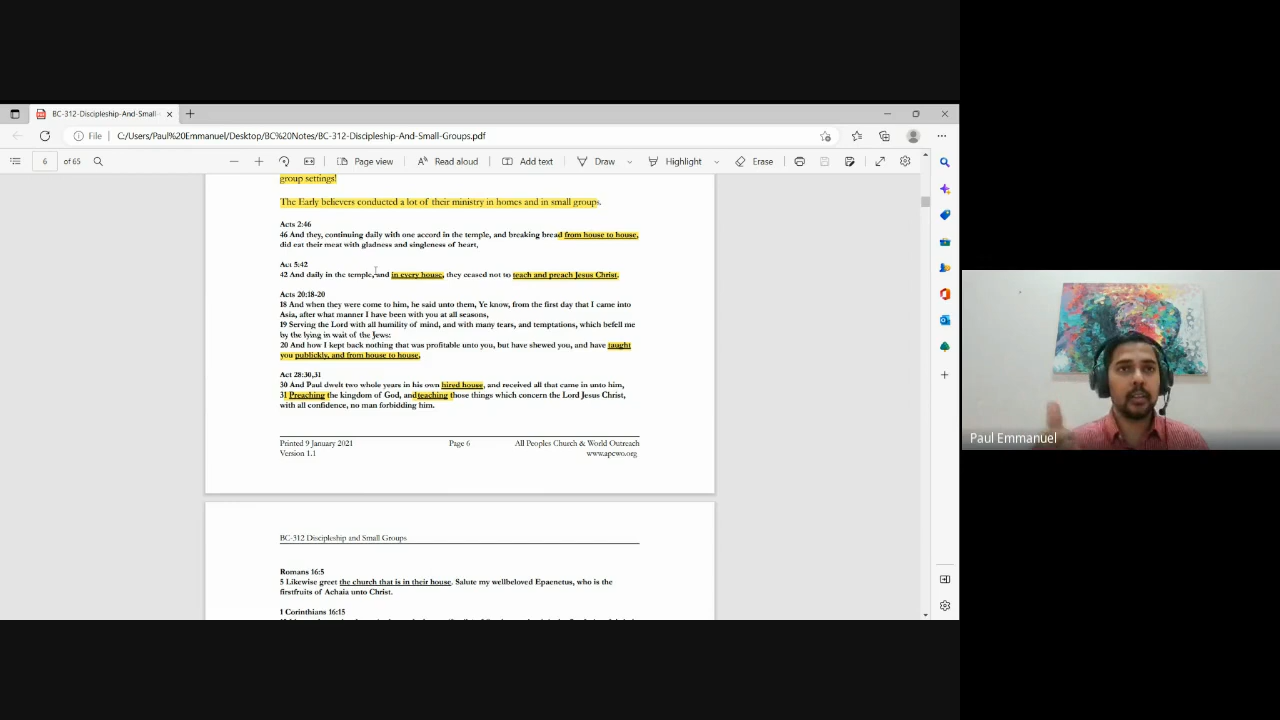 BC-312-Discipleship-And-Small-
File
C:/Users/Paul%20Emmanuel/Desktop/BC%20Notes/BC-312-Discipleship-And-Small-Groups.pdf
6 of 65
Page view
Read aloud
Add text
Draw
Highlight
Erase
group settings!
The Early believers conducted a lot of their ministry in homes and in small groups.
Acts 2:46
46 And they, continuing daily with one accord in the temple, and breaking bread from house to house,
did eat their meat with gladness and singleness of heart,
Act 5:42
42 And daily in the temple, and in every house, they ceased not to teach and preach Jesus Christ.
Acts 20:18-20
18 And when they were come to him, he said unto them, Ye know, from the first day that I came into
Asia, after what manner I have been with you at all seasons,
19 Serving the Lord with all humility of mind, and with many tears, and temptations, which befell me
by the lying in wait of the Jews:
20 And how I kept back nothing that was profitable unto you, but have shewed you, and have taught
you publickly, and from house to house,
Act 28:30,31
30 And Paul dwelt two whole years in his own hired house, and received all that came in unto him,
31 Preaching the kingdom of God, and teaching those things which concern the Lord Jesus Christ,
with all confidence, no man forbidding him.
Printed 9 January 2021 Page 6 All Peoples Church & World Outreach
Version 1.1 www.apcwo.org
BC-312 Discipleship and Small Groups
Romans 16:5
5 Likewise greet the church that is in their house. Salute my wellbeloved Epaenetus, who is the
firstfruits of Achaia unto Christ.
1 Corinthians 16:15
Paul Emmanuel